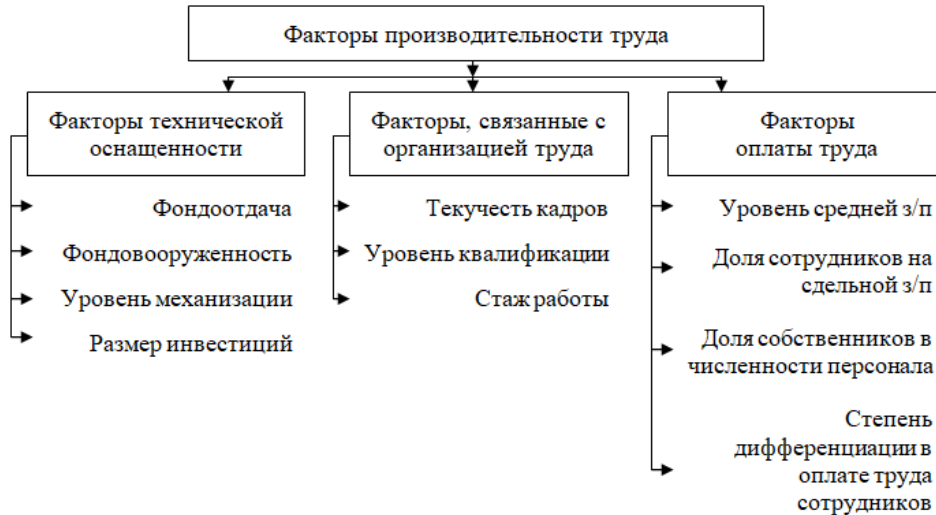 Факторы производительности труда
Факторы технической
оснащенности
Фондоотдача
Фондовооруженность
Уровень механизации
Размер инвестиций
Факторы, связанные с
организацией труда
Текучесть кадров
Уровень квалификации
Стаж работы
Факторы
оплаты труда
Уровень средней з/п
Доля сотрудников на
сдельной з/п
Доля собственников в
численности персонала
Степень
дифференциации в
оплате труда
сотрудников